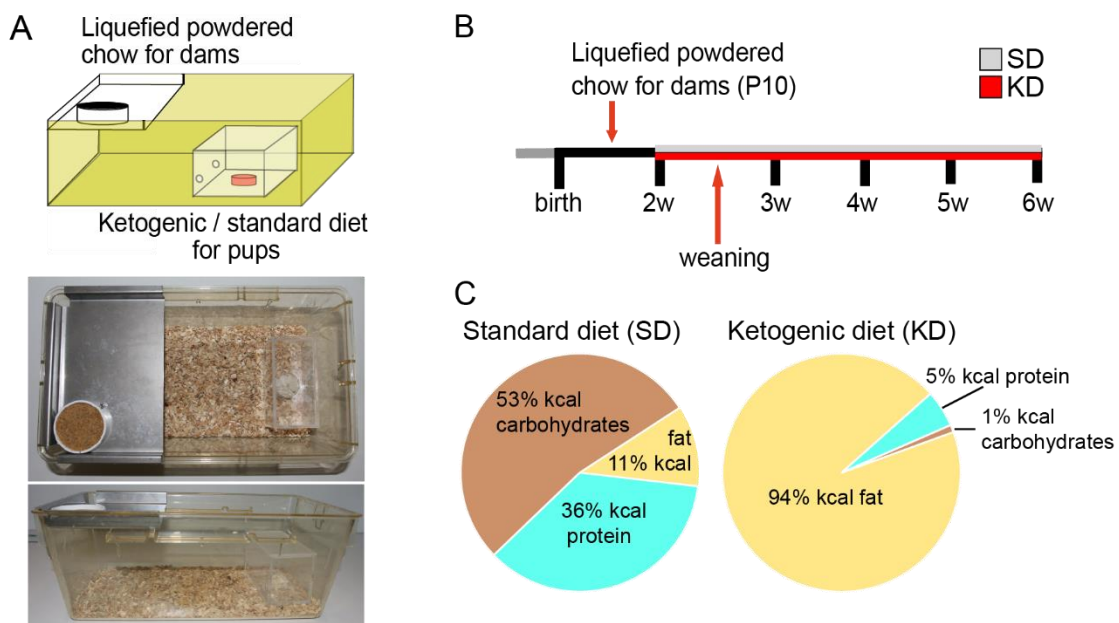 A
Liquefied powdered
chow for dams
Ketogenic / standard diet
for pups
B
Liquefied powdered
chow for dams (P10)
SD
KD
birth
2w
3w
4w
5w
6w
weaning
C
Standard diet (SD)
53% kcal
carbohydrates
fat
11% kcal
36% kcal
protein
Ketogenic diet (KD)
5% kcal protein
1% kcal
carbohydrates
94% kcal fat